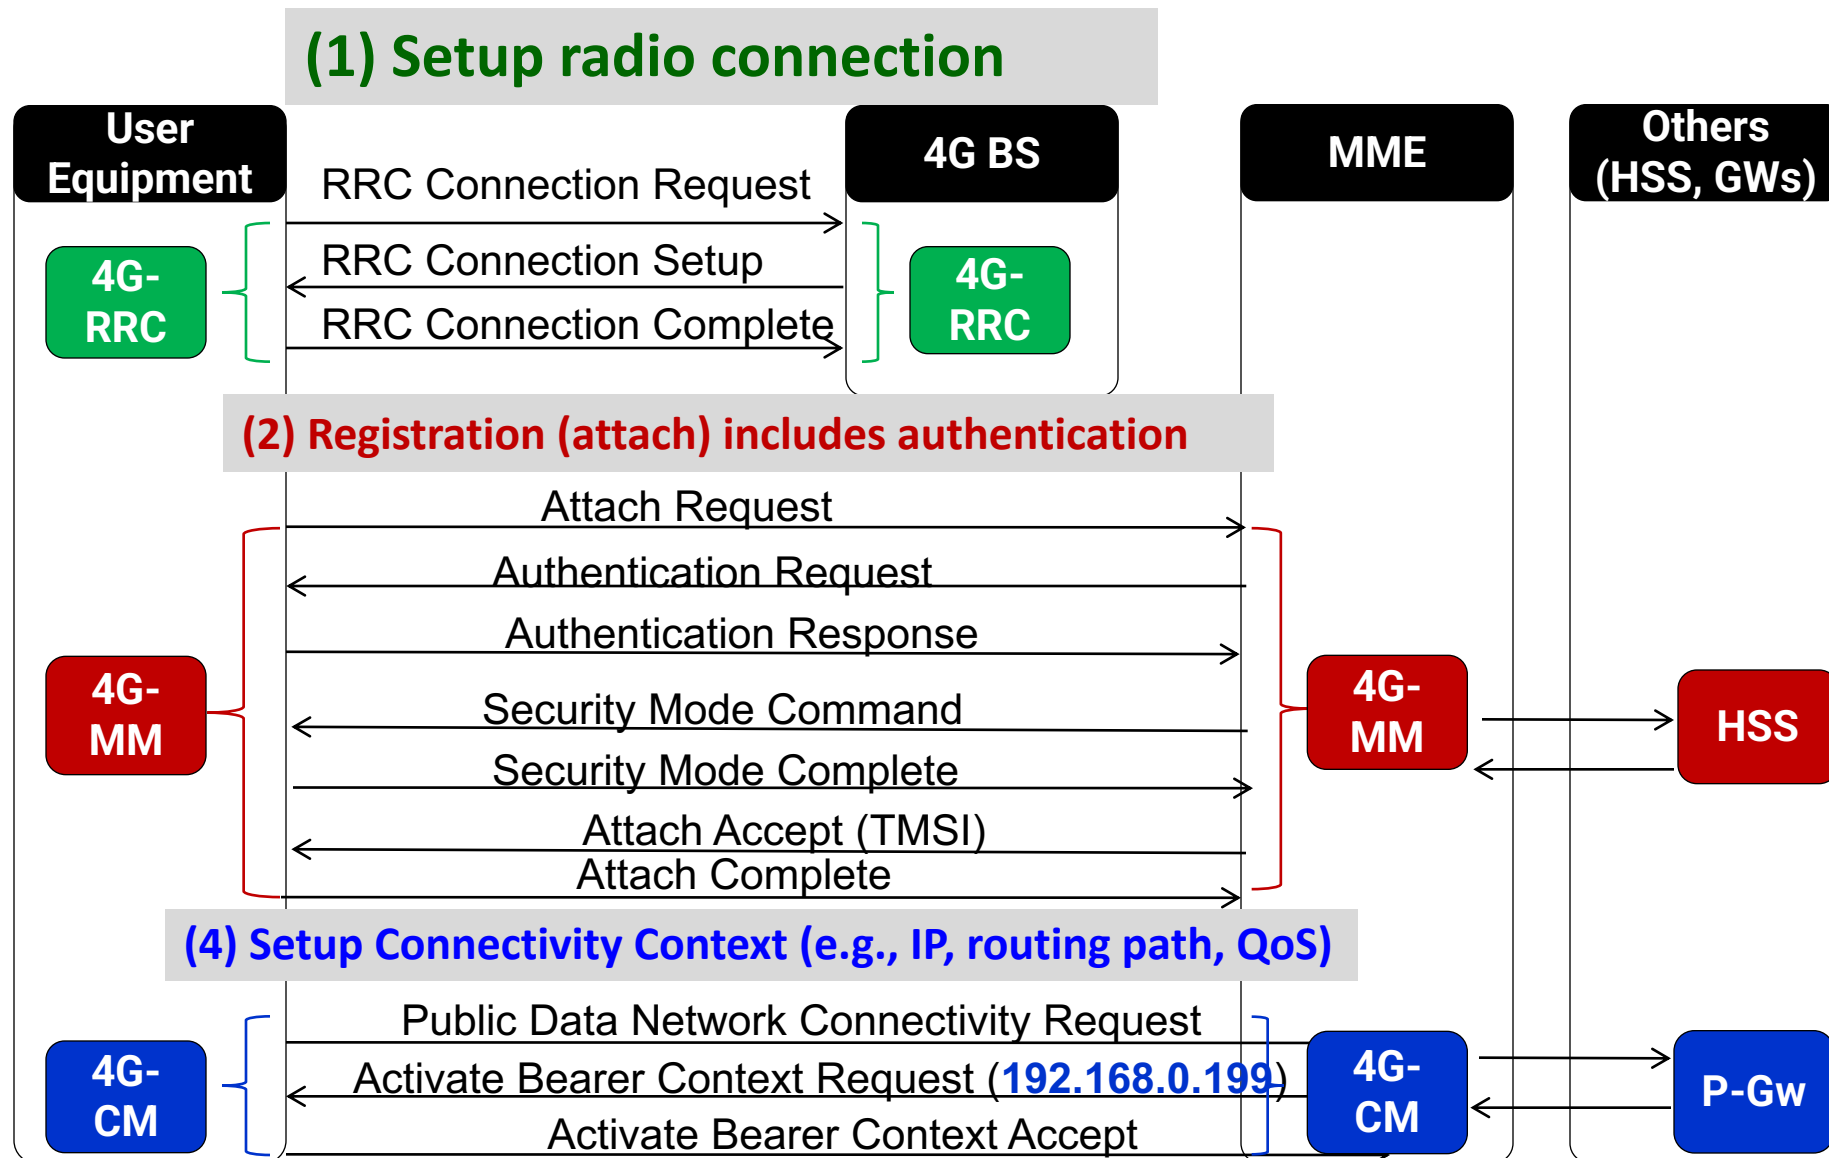 (1) Setup radio connection
User
Equipment
4G BS
MME
Others
(HSS, GWs)
RRC Connection Request
RRC Connection Setup
RRC Connection Complete
4G-
RRC
4G-
RRC
(2) Registration (attach) includes authentication
Attach Request
Authentication Request
Authentication Response
Security Mode Command
Security Mode Complete
Attach Accept (TMSI)
Attach Complete
4G-
MM
4G-
MM
HSS
(4) Setup Connectivity Context (e.g., IP, routing path, QoS)
Public Data Network Connectivity Request
Activate Bearer Context Request (192.168.0.199)
Activate Bearer Context Accept
4G-
CM
4G-
CM
P-Gw